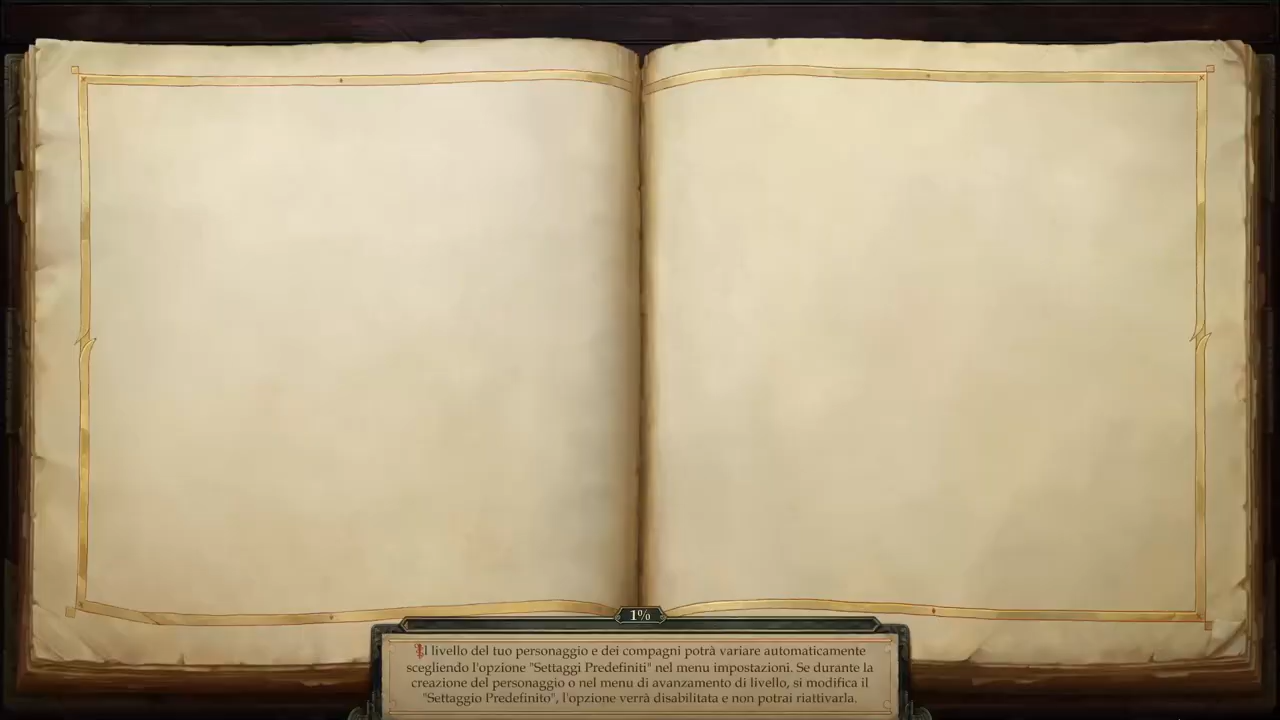 1%
Il livello del tuo personaggio e dei compagni potrà variare automaticamente
scegliendo l'opzione "Settaggi Predefiniti" nel menu impostazioni. Se durante la
creazione del personaggio o nel menu di avanzamento di livello, si modifica il
"Settaggio Predefinito", l'opzione verrà disabilitata e non potrai riattivarla.